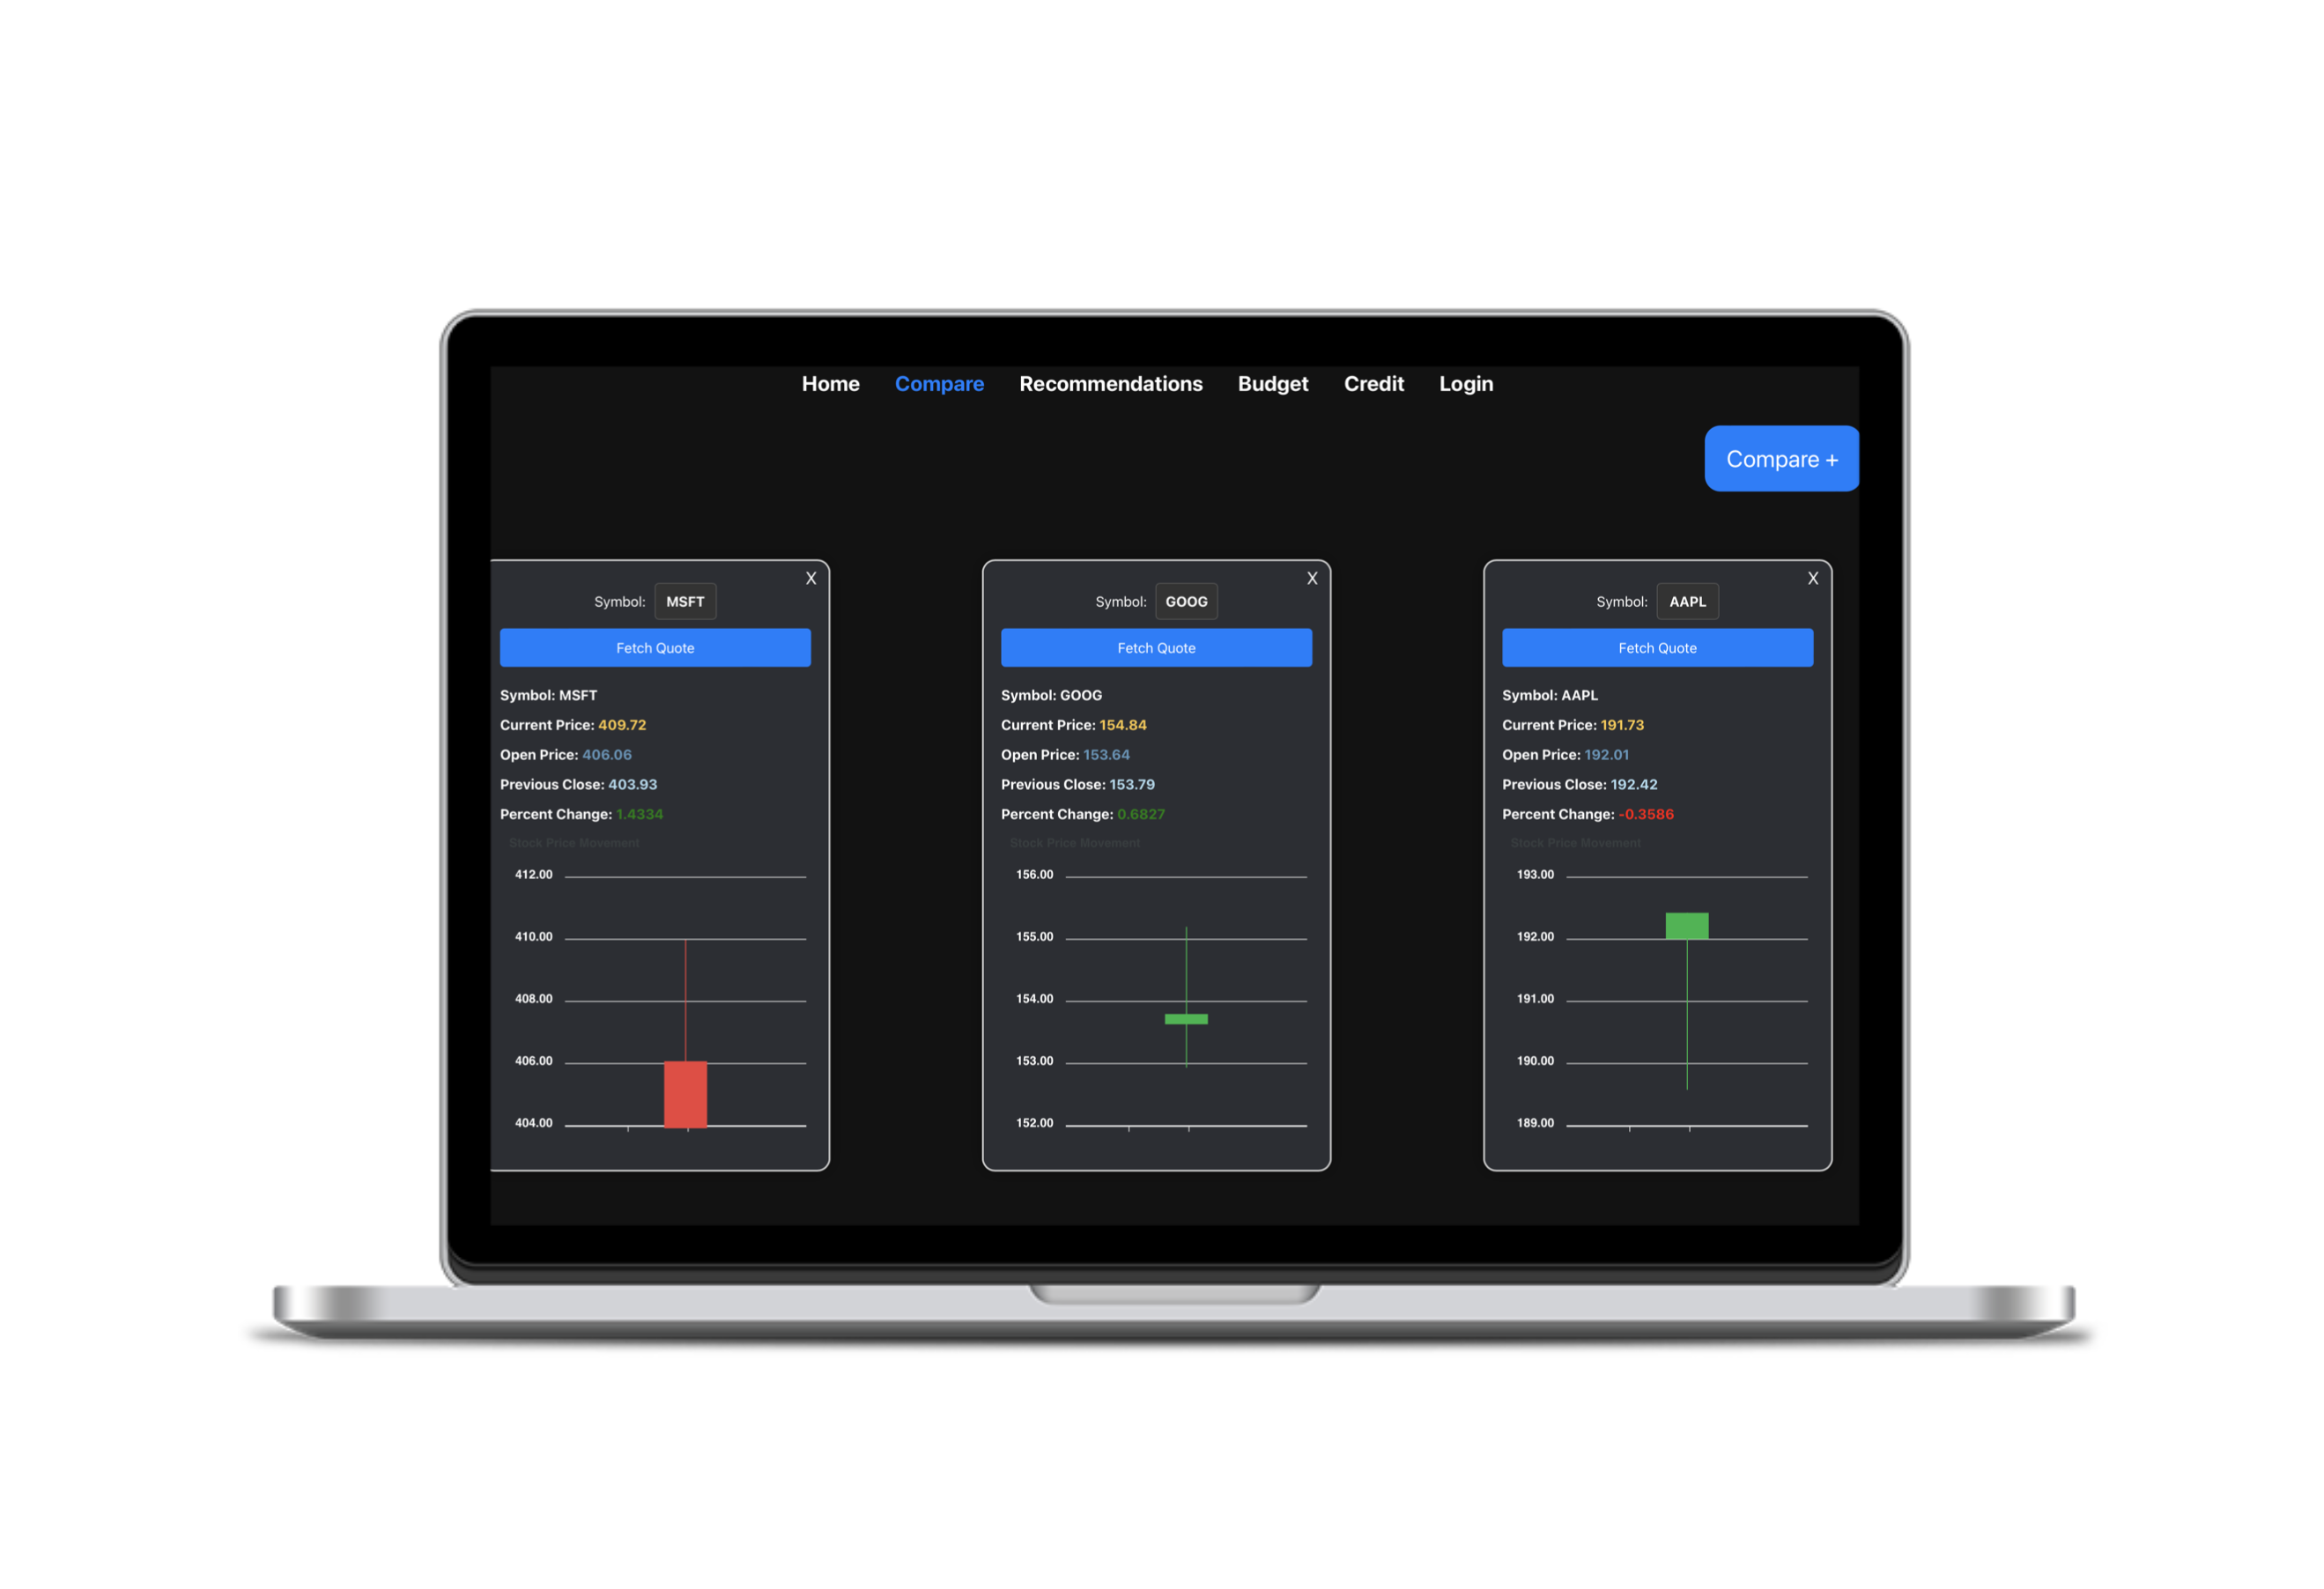 Home Compare Recommendations Budget Credit Login
Compare +
X
Symbol: MSFT
Fetch Quote
Symbol: MSFT
Current Price: 409.72
Open Price: 406.06
Previous Close: 403.93
Percent Change: 1.4334
Stock Price Movement
412.00
410.00
408.00
406.00
404.00
X
Symbol: GOOG
Fetch Quote
Symbol: GOOG
Current Price: 154.84
Open Price: 153.64
Previous Close: 153.79
Percent Change: 0.6827
Stock Price Movement
156.00
155.00
154.00
153.00
152.00
X
Symbol: AAPL
Fetch Quote
Symbol: AAPL
Current Price: 191.73
Open Price: 192.01
Previous Close: 192.42
Percent Change: -0.3586
Stock Price Movement
193.00
192.00
191.00
190.00
189.00